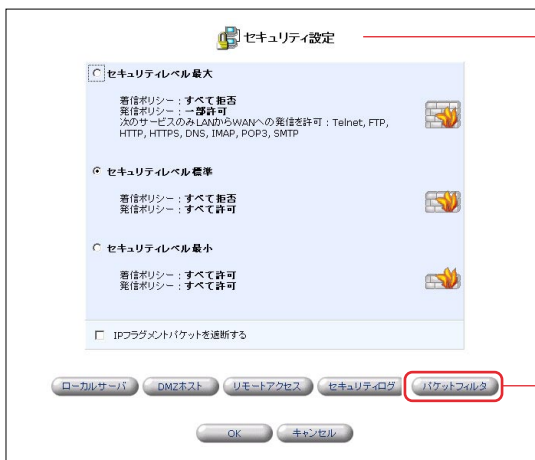 セキュリティ設定
セキュリティレベル最大
着信ポリシー：すべて拒否
発信ポリシー：一部許可
次のサービスのみLANからWANへの発信を許可：Telnet, FTP,
HTTP, HTTPS, DNS, IMAP, POP3, SMTP
セキュリティレベル標準
着信ポリシー：すべて拒否
発信ポリシー：すべて許可
セキュリティレベル最小
着信ポリシー：すべて許可
発信ポリシー：すべて許可
IPフラグメントパケットを遮断する
ローカルサーバ DMZホスト リモートアクセス セキュリティログ パケットフィルタ
OK キャンセル